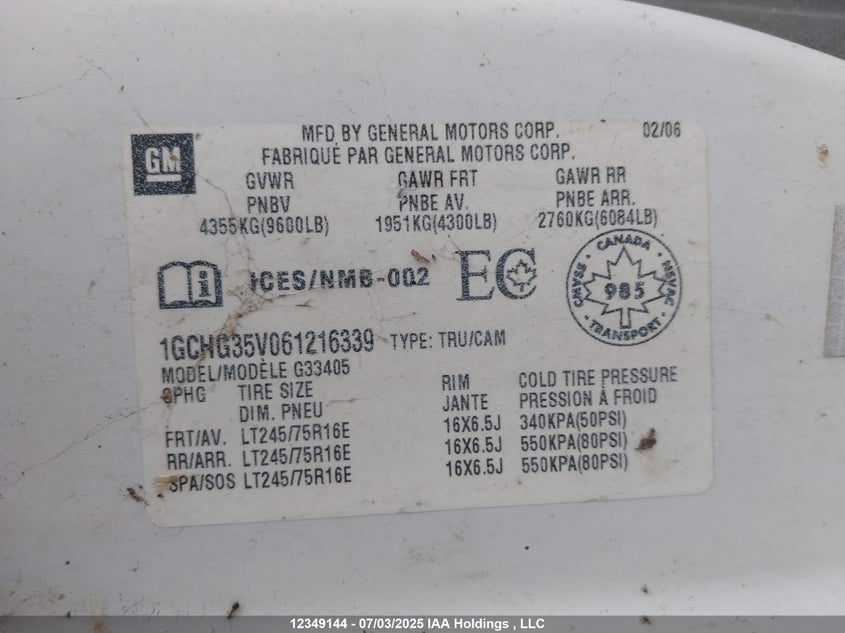 MFD BY GENERAL MOTORS CORP. 02/06
FABRIQUÉ PAR GENERAL MOTORS CORP.
GM
GVWR GAWR FRT GAWR RR
PNBV PNBE AV. PNBE ARR.
4355KG(9600LB) 1951KG(4300LB) 2760KG(6084LB)
ICES/NMB-002 EC
CANADA
985
TRANSPORT
1GCHG35V061216339 TYPE: TRU/CAM
MODEL/MODÈLE G33405
GPHG TIRE SIZE RIM COLD TIRE PRESSURE
DIM. PNEU JANTE PRESSION À FROID
FRT/AV. LT245/75R16E 16X6.5J 340KPA(50PSI)
RR/ARR. LT245/75R16E 16X6.5J 550KPA(80PSI)
SPA/SOS LT245/75R16E 16X6.5J 550KPA(80PSI)
12349144 - 07/03/2025 IAA Holdings , LLC